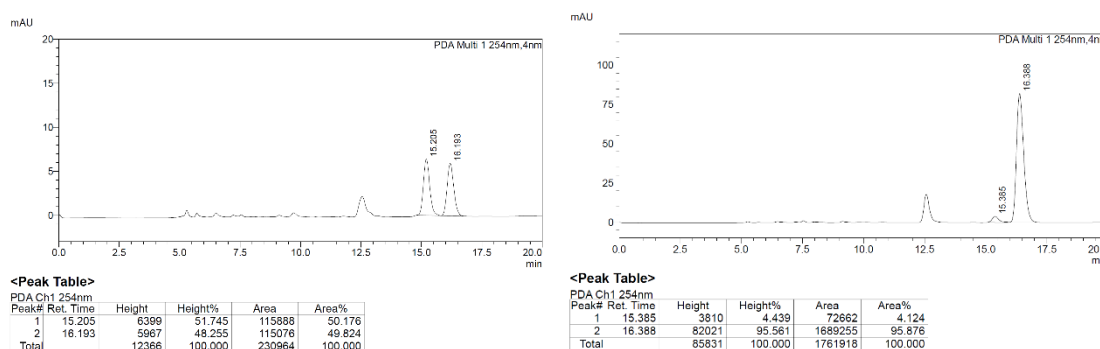 mAU
20
PDA Multi 1 254nm,4nm
15
10
5
0
15.205
16.193
0.0 2.5 5.0 7.5 10.0 12.5 15.0 17.5 20.0
min
<Peak Table>
PDA Ch1 254nm
Peak# Ret. Time Height Height% Area Area%
1 15.205 6399 51.745 115888 50.176
2 16.193 5967 48.255 115076 49.824
Total 12366 100.000 230964 100.000
mAU
PDA Multi 1 254nm,4n
100
75
50
25
0
15.385
16.388
0.0 2.5 5.0 7.5 10.0 12.5 15.0 17.5 20.
m
<Peak Table>
PDA Ch1 254nm
Peak# Ret. Time Height Height% Area Area%
1 15.385 3810 4.439 72662 4.124
2 16.388 82021 95.561 1689255 95.876
Total 85831 100.000 1761918 100.000